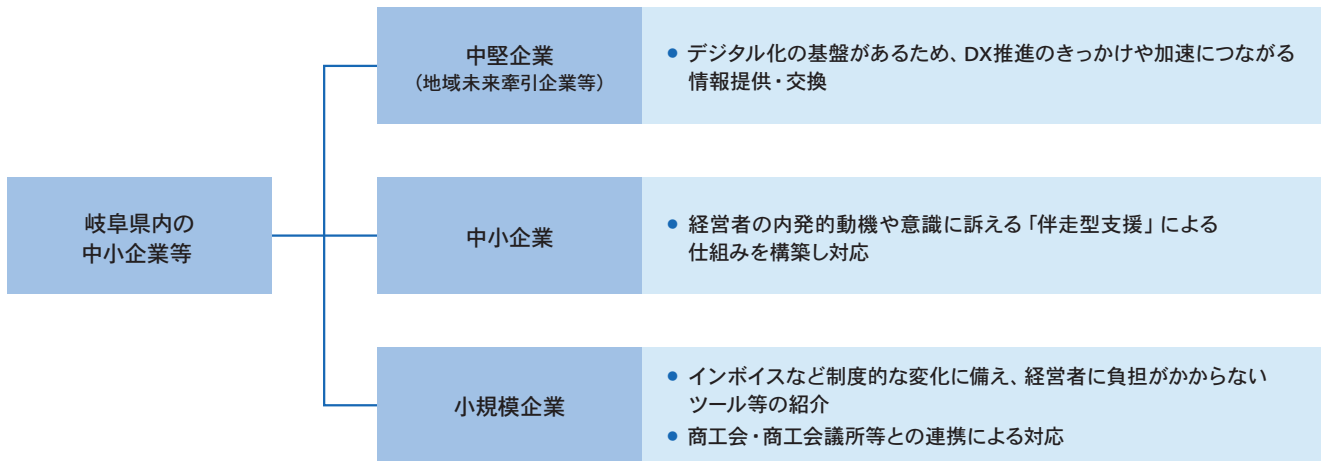 岐阜県内の
中小企業等
中堅企業
(地域未来牽引企業等)
● デジタル化の基盤があるため、DX推進のきっかけや加速につながる
情報提供・交換
中小企業
● 経営者の内発的動機や意識に訴える「伴走型支援」による
仕組みを構築し対応
小規模企業
● インボイスなど制度的な変化に備え、経営者に負担がかからない
ツール等の紹介
● 商工会・商工会議所等との連携による対応